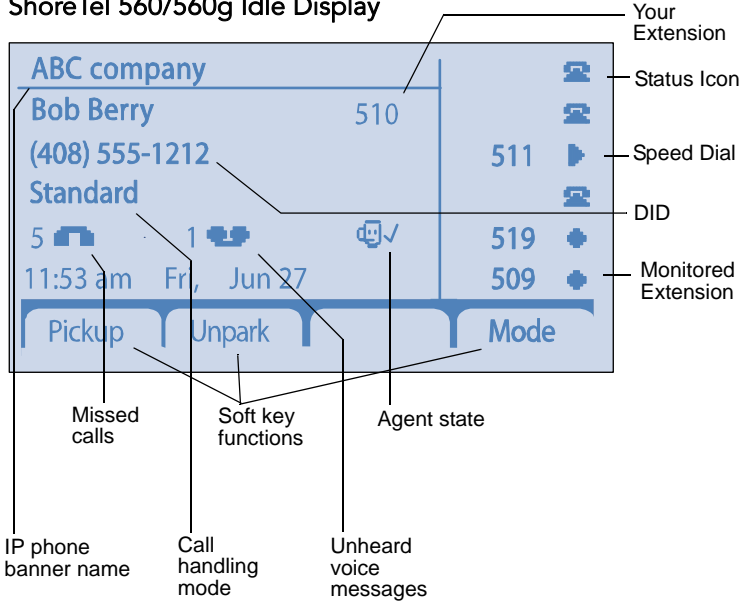 ShoreTel 560/560g Idle Display
Your
Extension
ABC company
Status Icon
Bob Berry 510
(408) 555-1212 511
Speed Dial
Standard
DID
5 1 519
11:53 am Fri, Jun 27 509
Monitored
Extension
Pickup Unpark Mode
Missed
calls
Soft key
functions
Agent state
IP phone
banner name
Call
handling
mode
Unheard
voice
messages